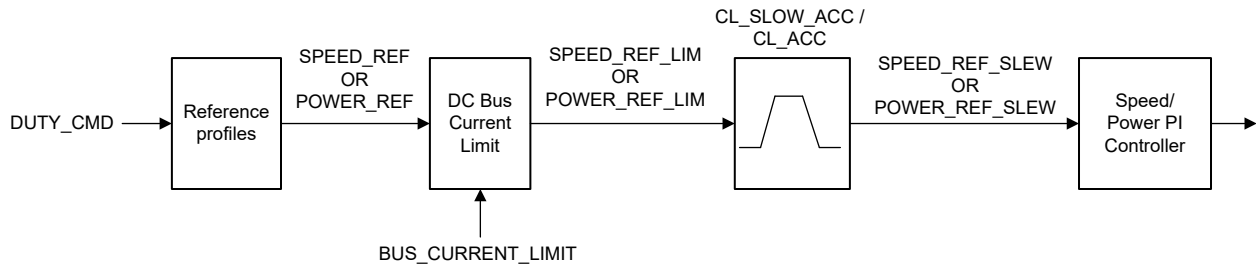 CL_SLOW_ACC /
CL_ACC
SPEED_REF
OR
POWER_REF
SPEED_REF_LIM
OR
POWER_REF_LIM
SPEED_REF_SLEW
OR
POWER_REF_SLEW
DUTY_CMD
Reference
profiles
DC Bus
Current
Limit
Speed/
Power PI
Controller
BUS_CURRENT_LIMIT